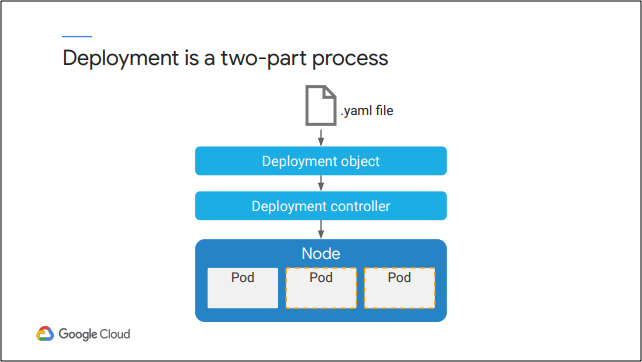 Deployment is a two-part process
.yaml file
Deployment object
Deployment controller
Node
Pod Pod Pod
Google Cloud